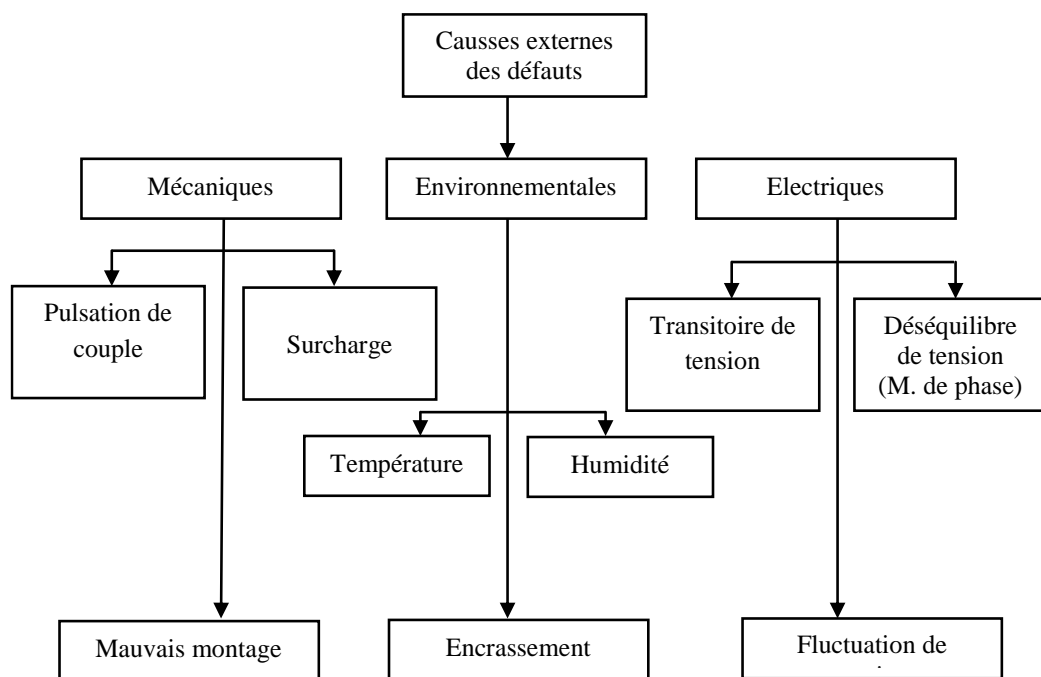 Causses externes
des défauts
Mécaniques
Environnementales
Electriques
Pulsation de
couple
Surcharge
Transitoire de
tension
Déséquilibre
de tension
(M. de phase)
Température
Humidité
Mauvais montage
Encrassement
Fluctuation de